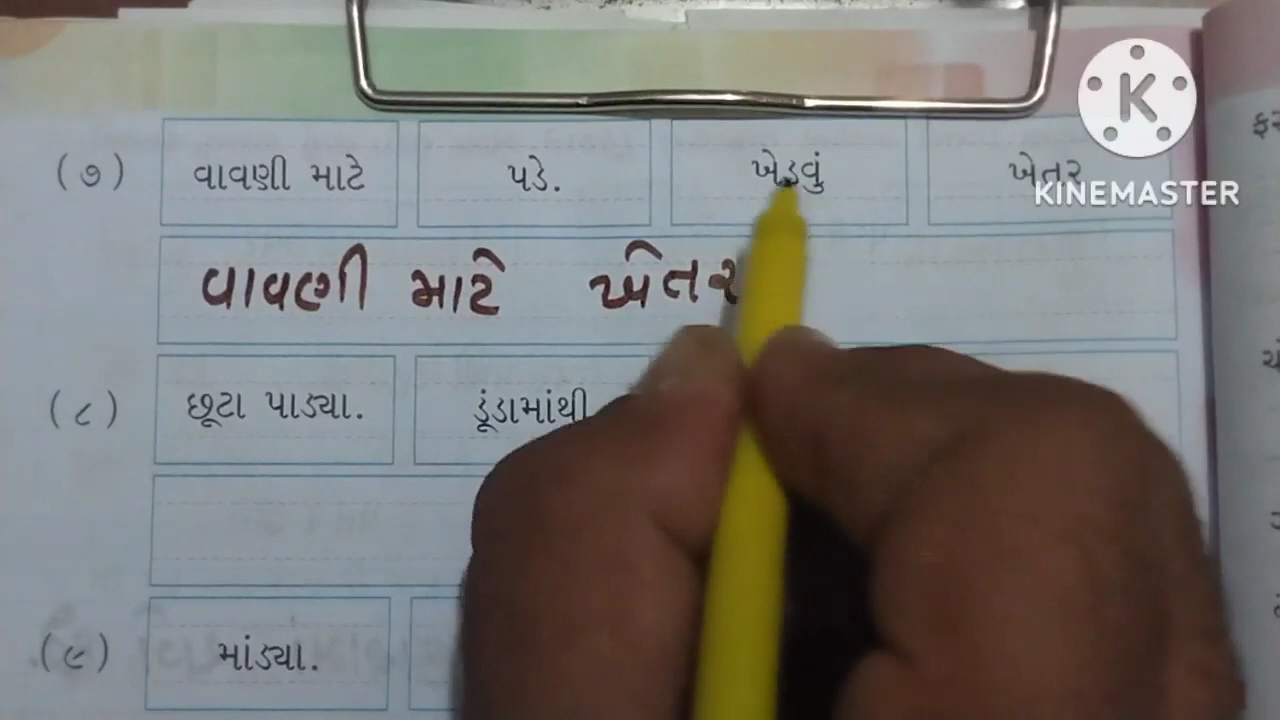 (૭) વાવણી માટે પડે. ખેડવું ખેતર
K
KINEMASTER
વાવણી માટે ખેતર
(૮) છૂટા પાડ્યા. ડૂંડામાંથી
(૯) માંડ્યા.